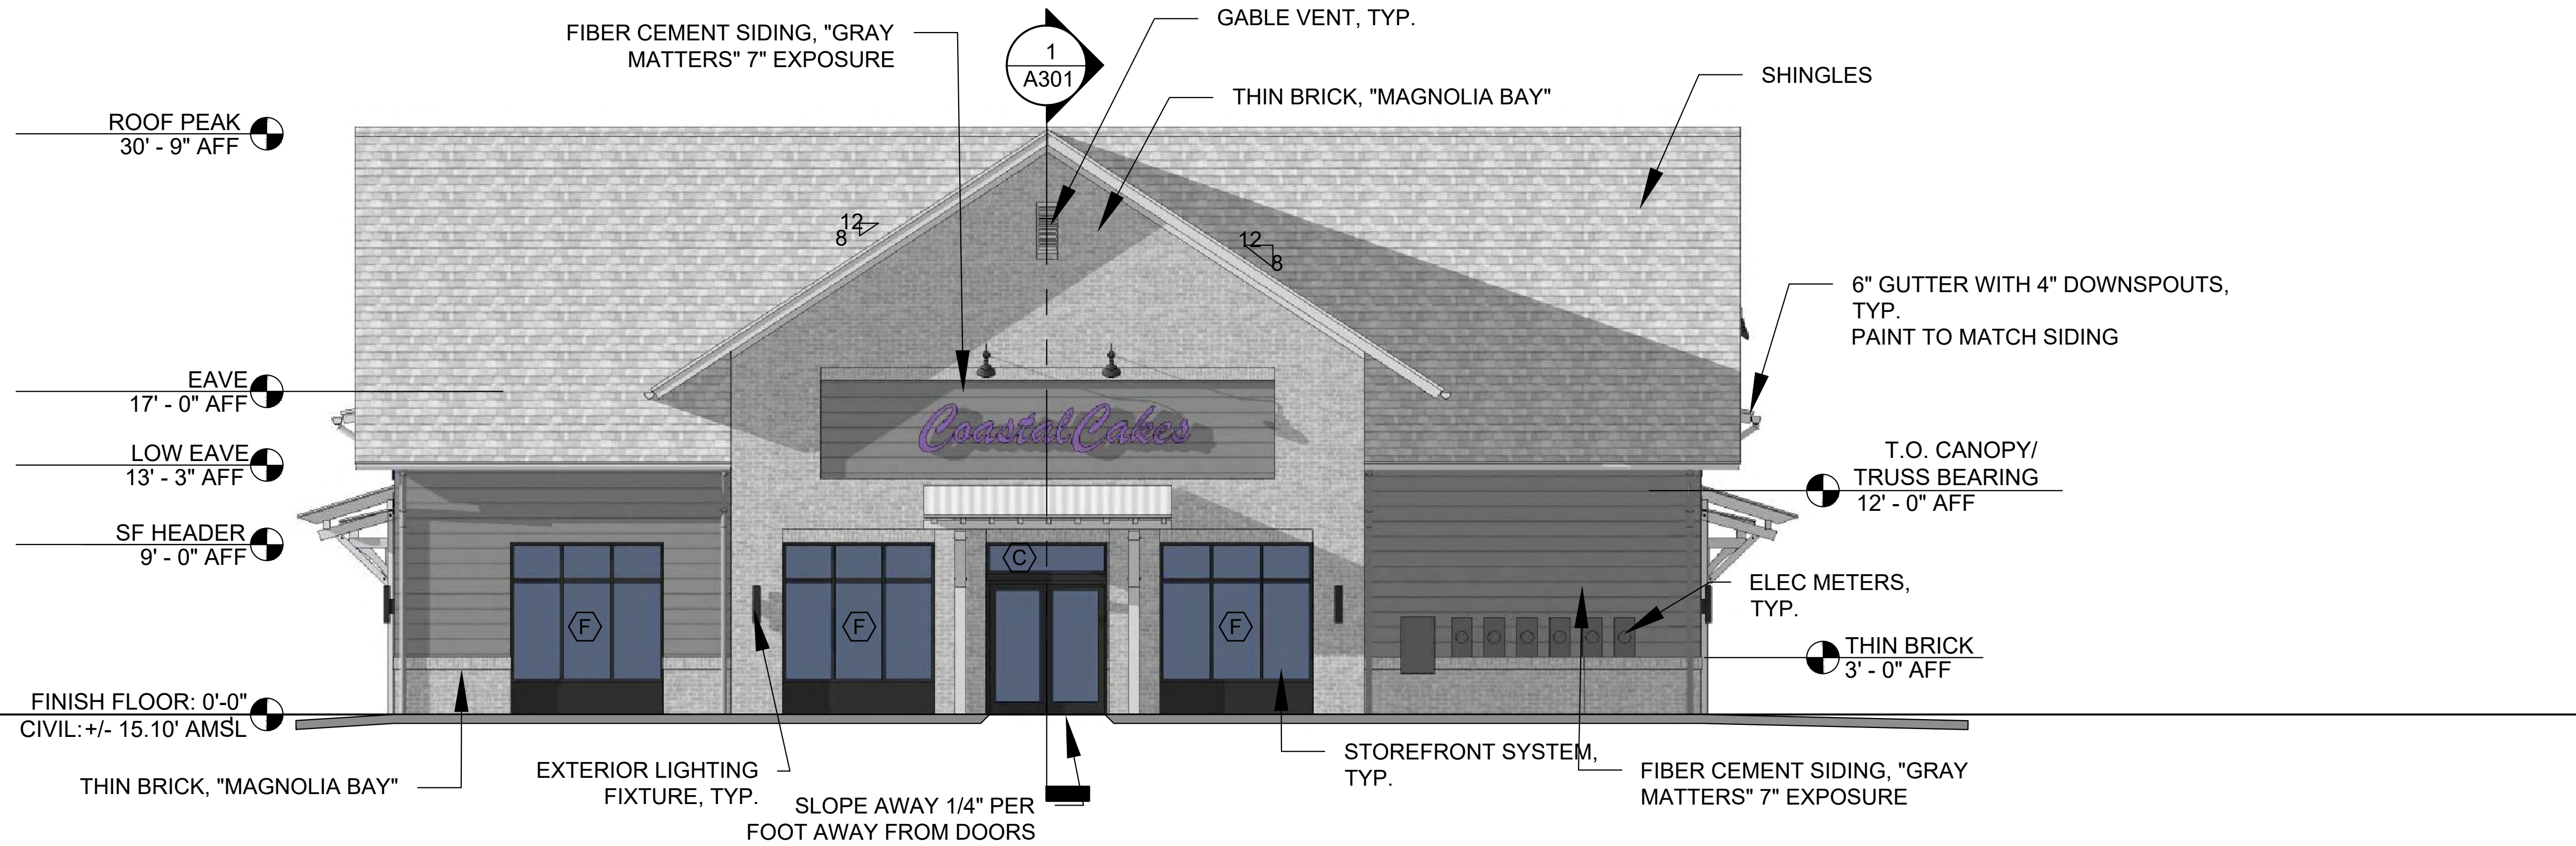 FIBER CEMENT SIDING, "GRAY
MATTERS" 7" EXPOSURE
1
A301
GABLE VENT, TYP.
THIN BRICK, "MAGNOLIA BAY"
SHINGLES
ROOF PEAK
30' - 9" AFF
12
8
12
8
6" GUTTER WITH 4" DOWNSPOUTS,
TYP.
PAINT TO MATCH SIDING
EAVE
17' - 0" AFF
CoastalCakes
LOW EAVE
13' - 3" AFF
T.O. CANOPY/
TRUSS BEARING
12' - 0" AFF
SF HEADER
9' - 0" AFF
C
F
F
F
ELEC METERS,
TYP.
THIN BRICK
3' - 0" AFF
FINISH FLOOR: 0'-0"
CIVIL: +/- 15.10' AMSL
THIN BRICK, "MAGNOLIA BAY"
EXTERIOR LIGHTING
FIXTURE, TYP.
SLOPE AWAY 1/4" PER
FOOT AWAY FROM DOORS
STOREFRONT SYSTEM,
TYP.
FIBER CEMENT SIDING, "GRAY
MATTERS" 7" EXPOSURE